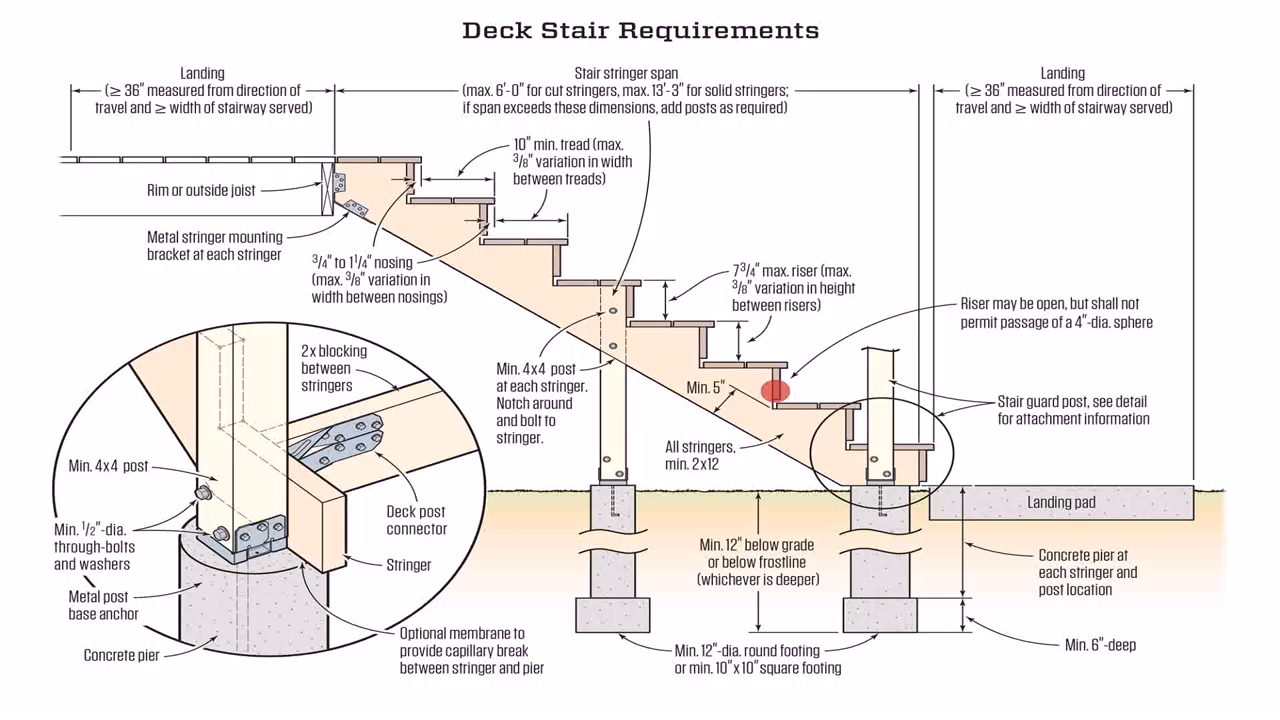 Deck Stair Requirements
Landing
(≥ 36" measured from direction of
travel and ≥ width of stairway served)
Stair stringer span
(max. 6'-0" for cut stringers, max. 13'-3" for solid stringers;
if span exceeds these dimensions, add posts as required)
Landing
(≥ 36" measured from direction of
travel and ≥ width of stairway served)
10" min. tread (max.
3/8" variation in width
between treads)
Rim or outside joist
Metal stringer mounting
bracket at each stringer
3/4" to 1 1/4" nosing
(max. 3/8" variation in
width between nosings)
7 3/4" max. riser (max.
3/8" variation in height
between risers)
Riser may be open, but shall not
permit passage of a 4"-dia. sphere
2x blocking
between
stringers
Min. 4x4 post
at each stringer.
Notch around
and bolt to
stringer.
Min. 5"
All stringers,
min. 2x12
Stair guard post, see detail
for attachment information
Min. 4x4 post
Deck post
connector
Min. 1/2"-dia.
through-bolts
and washers
Stringer
Metal post
base anchor
Concrete pier
Optional membrane to
provide capillary break
between stringer and pier
Landing pad
Min. 12" below grade
or below frostline
(whichever is deeper)
Concrete pier at
each stringer and
post location
Min. 12"-dia. round footing
or min. 10"x10" square footing
Min. 6"-deep